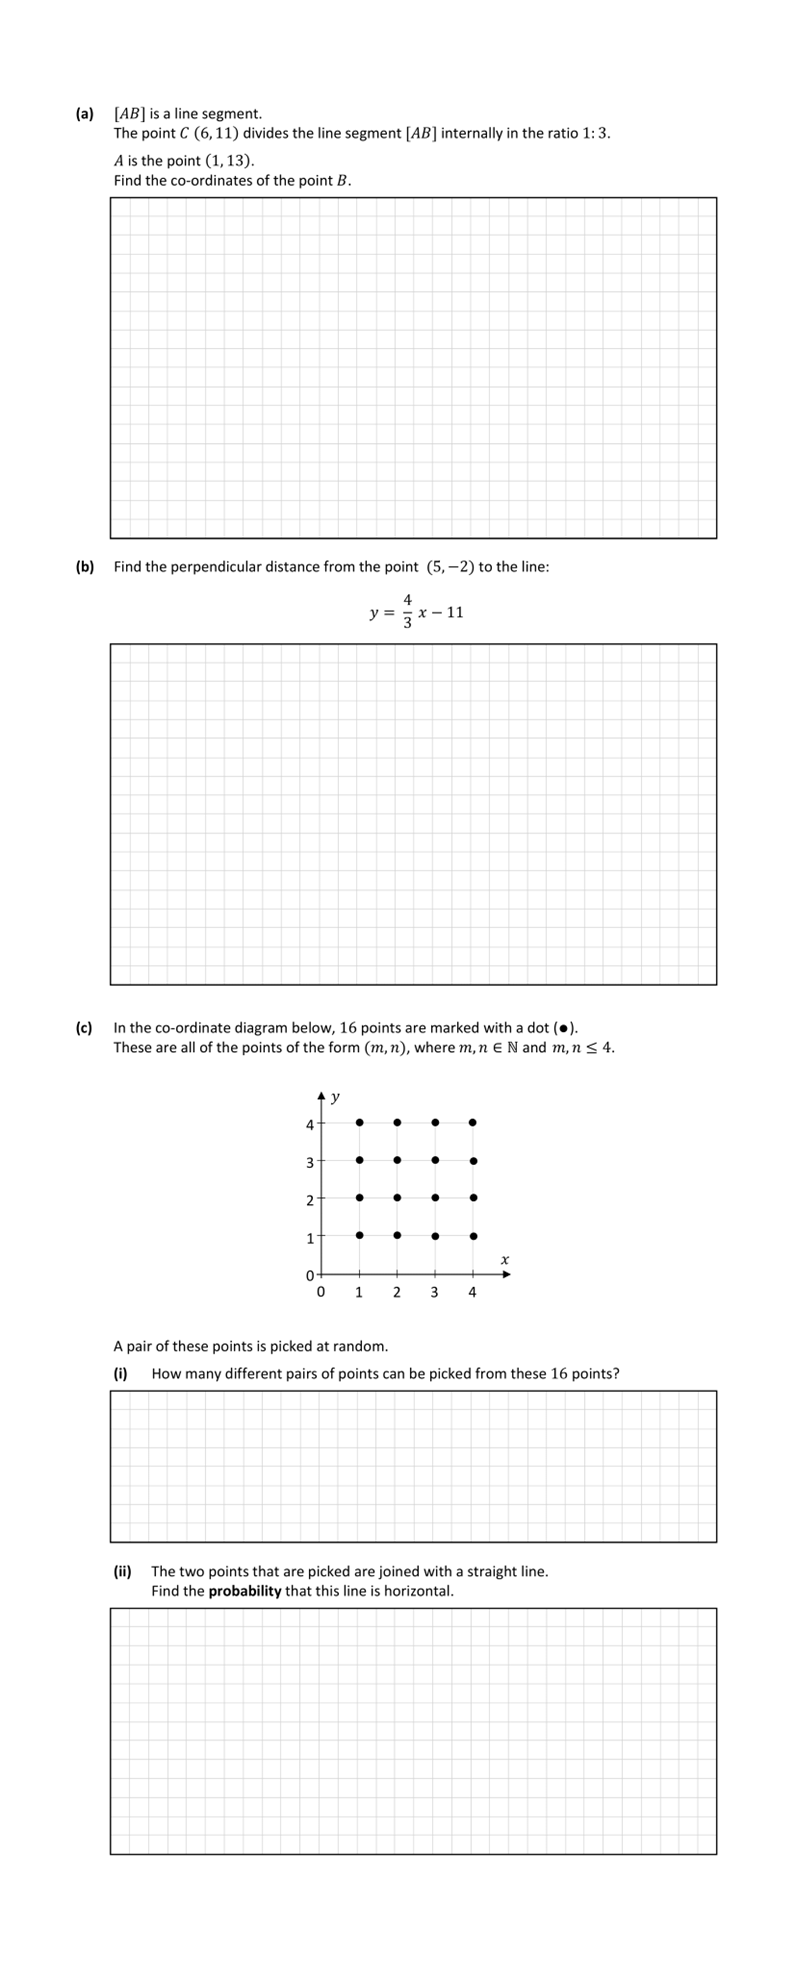 (a) [AB] is a line segment.
The point C (6, 11) divides the line segment [AB] internally in the ratio 1: 3.
A is the point (1, 13).
Find the co-ordinates of the point B.
(b) Find the perpendicular distance from the point (5, −2) to the line:
y = 4/3 x − 11
(c) In the co-ordinate diagram below, 16 points are marked with a dot (●).
These are all of the points of the form (m, n), where m, n ∈ ℕ and m, n ≤ 4.
y
4
3
2
1
x
0
0 1 2 3 4
A pair of these points is picked at random.
(i) How many different pairs of points can be picked from these 16 points?
(ii) The two points that are picked are joined with a straight line.
Find the probability that this line is horizontal.